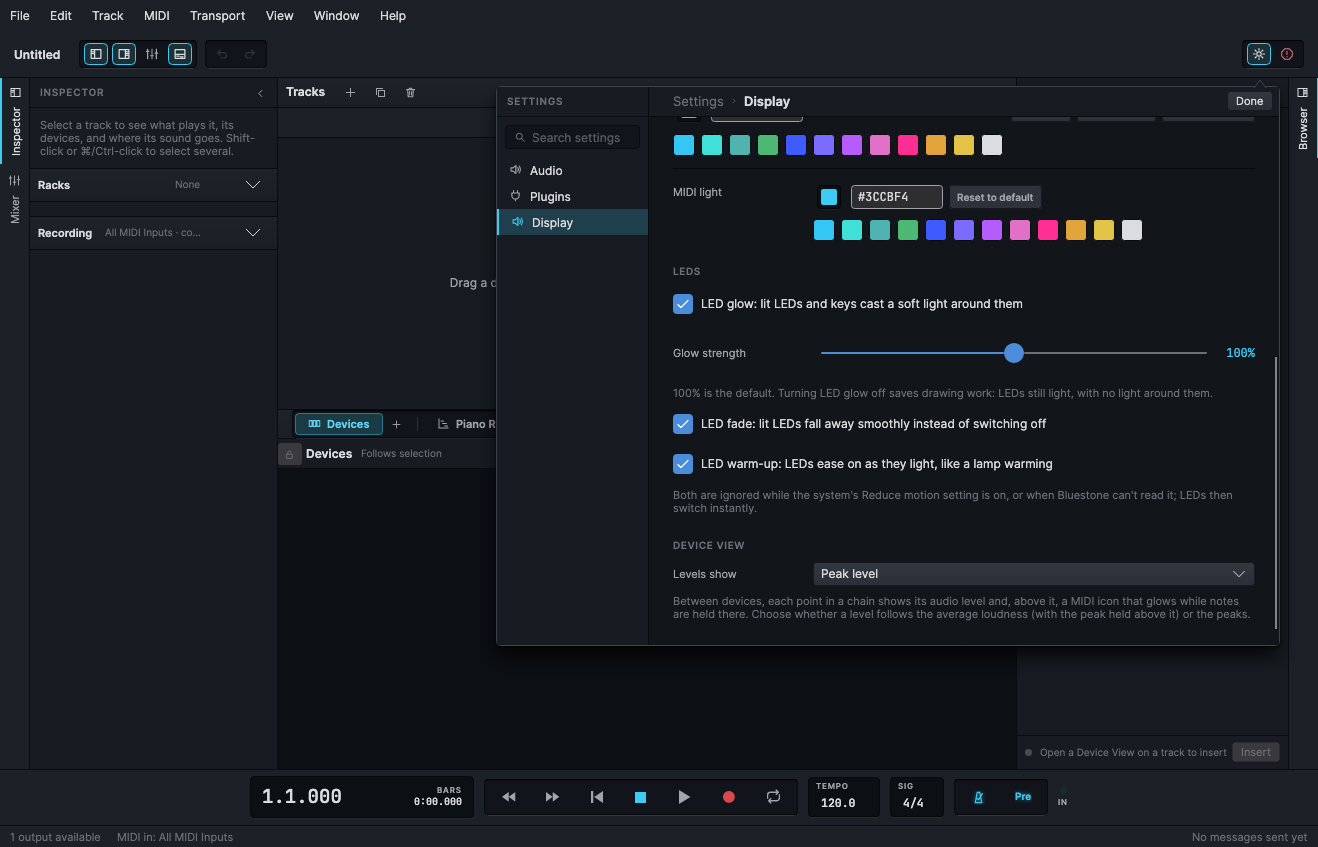 File Edit Track MIDI Transport View Window Help
Untitled
Inspector
Mixer
INSPECTOR
Select a track to see what plays it, its
devices, and where its sound goes. Shift-
click or ⌘/Ctrl-click to select several.
Racks None
Recording All MIDI Inputs · co...
Tracks
Drag a d
Devices
Piano R
Devices Follows selection
SETTINGS
Search settings
Audio
Plugins
Display
Settings › Display
Done
MIDI light
#3CCBF4
Reset to default
LEDS
LED glow: lit LEDs and keys cast a soft light around them
Glow strength
100%
100% is the default. Turning LED glow off saves drawing work: LEDs still light, with no light around them.
LED fade: lit LEDs fall away smoothly instead of switching off
LED warm-up: LEDs ease on as they light, like a lamp warming
Both are ignored while the system's Reduce motion setting is on, or when Bluestone can't read it; LEDs then
switch instantly.
DEVICE VIEW
Levels show
Peak level
Between devices, each point in a chain shows its audio level and, above it, a MIDI icon that glows while notes
are held there. Choose whether a level follows the average loudness (with the peak held above it) or the peaks.
Browser
Open a Device View on a track to insert
Insert
1.1.000
BARS
0:00.000
TEMPO
120.0
SIG
4/4
Pre
IN
1 output available
MIDI in: All MIDI Inputs
No messages sent yet